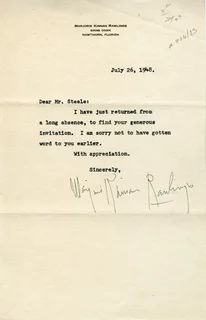 MARJORIE KINNAN RAWLINGS
CROSS CREEK
HAWTHORN, FLORIDA
July 26, 1948.
Dear Mr. Steele:
I have just returned from
a long absence, to find your generous
invitation. I am sorry not to have gotten
word to you earlier.
With appreciation.
Sincerely,
Marjorie Kinnan Rawlings